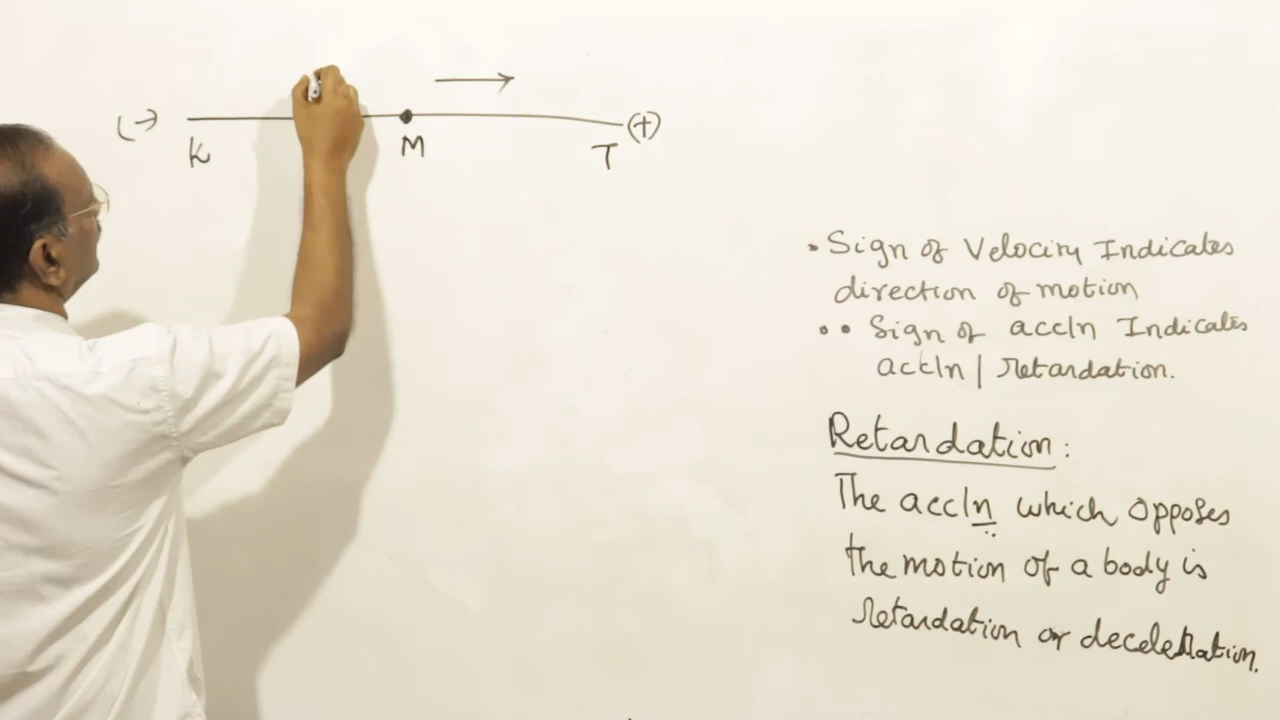 (-) (+)
K M T
• Sign of Velocity Indicates
direction of motion
•• Sign of accln Indicates
accln | retardation.
Retardation:
The accln which opposes
the motion of a body is
retardation or deceleration.